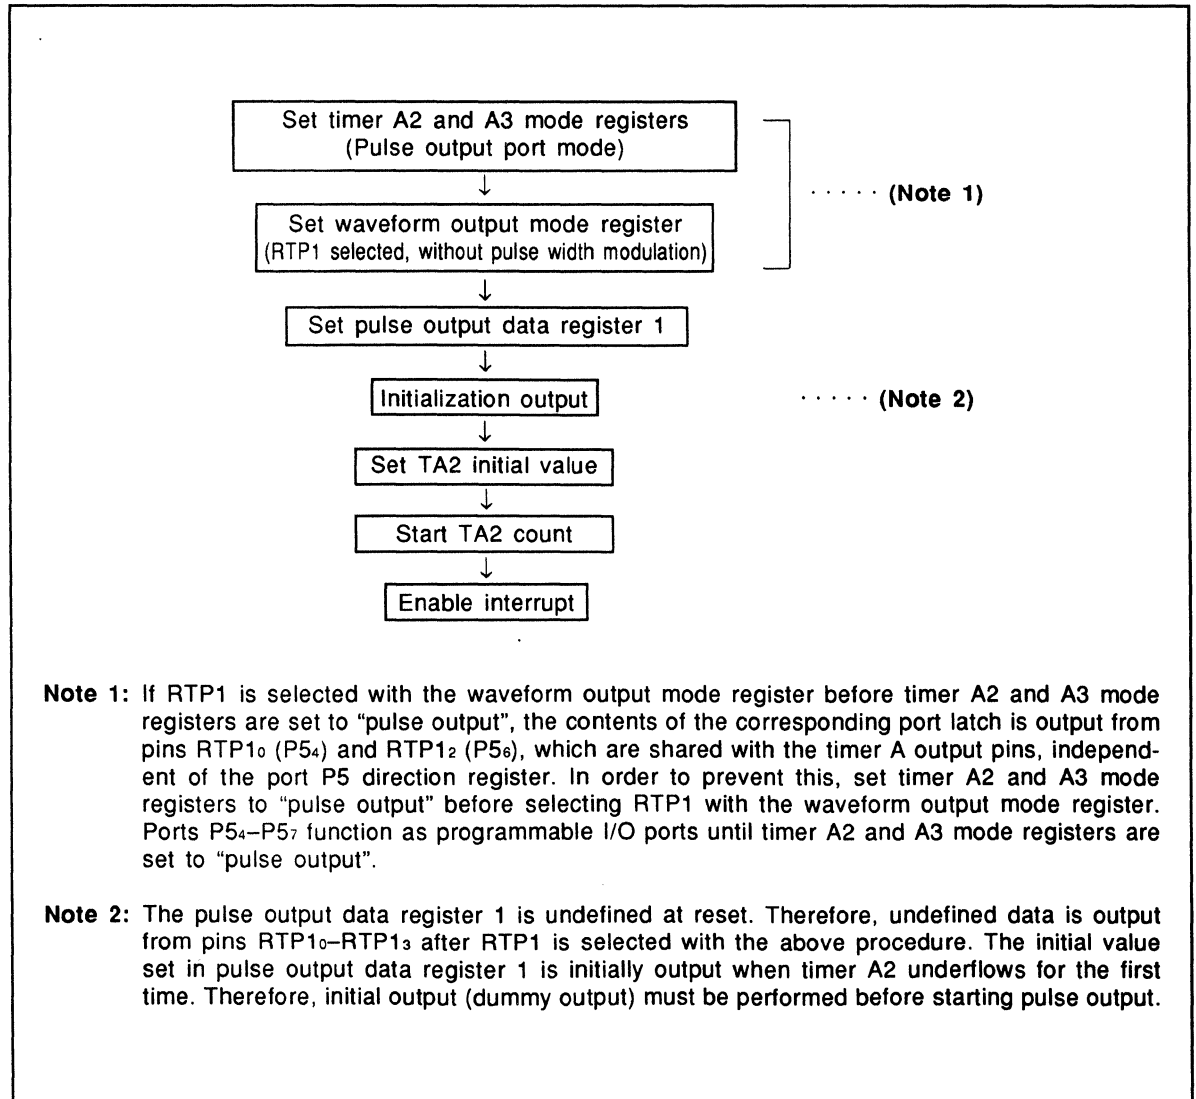 Set timer A2 and A3 mode registers
(Pulse output port mode)
↓
· · · · · (Note 1)
Set waveform output mode register
(RTP1 selected, without pulse width modulation)
↓
Set pulse output data register 1
↓
Initialization output
· · · · · (Note 2)
↓
Set TA2 initial value
↓
Start TA2 count
↓
Enable interrupt
Note 1: If RTP1 is selected with the waveform output mode register before timer A2 and A3 mode
registers are set to “pulse output”, the contents of the corresponding port latch is output from
pins RTP1₀ (P5₄) and RTP1₂ (P5₆), which are shared with the timer A output pins, independ-
ent of the port P5 direction register. In order to prevent this, set timer A2 and A3 mode
registers to “pulse output” before selecting RTP1 with the waveform output mode register.
Ports P5₄–P5₇ function as programmable I/O ports until timer A2 and A3 mode registers are
set to “pulse output”.
Note 2: The pulse output data register 1 is undefined at reset. Therefore, undefined data is output
from pins RTP1₀–RTP1₃ after RTP1 is selected with the above procedure. The initial value
set in pulse output data register 1 is initially output when timer A2 underflows for the first
time. Therefore, initial output (dummy output) must be performed before starting pulse output.